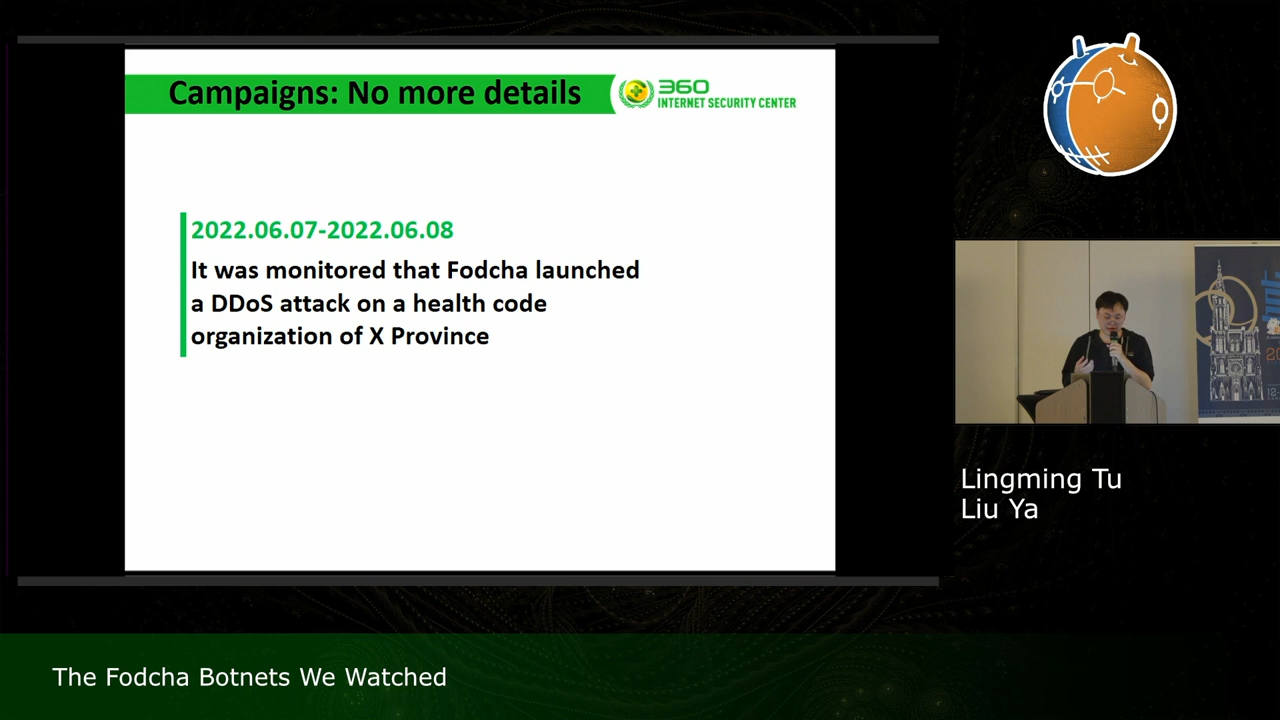 Campaigns: No more details
360
INTERNET SECURITY CENTER
2022.06.07-2022.06.08
It was monitored that Fodcha launched
a DDoS attack on a health code
organization of X Province
Lingming Tu
Liu Ya
The Fodcha Botnets We Watched